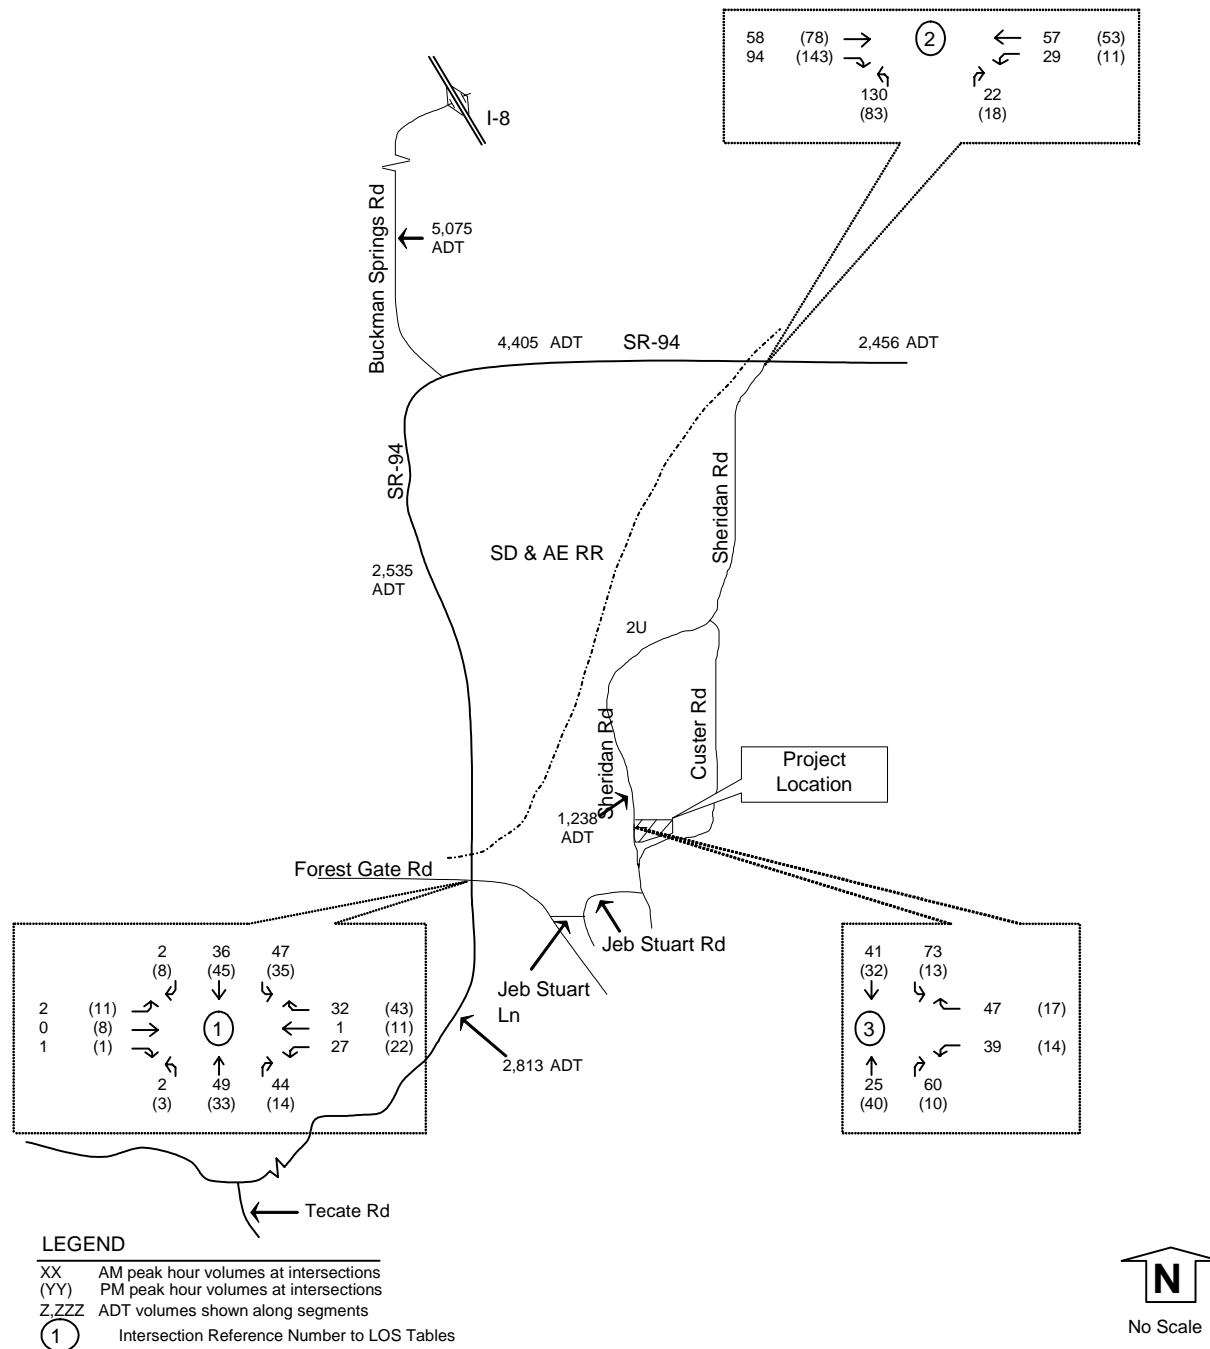 58 (78) 2 57 (53)
94 (143) 29 (11)
130 22
(83) (18)
I-8
Buckman Springs Rd
5,075
ADT
4,405 ADT SR-94 2,456 ADT
SR-94
Sheridan Rd
SD & AE RR
2,535
ADT
2U
Sheridan Rd
Custer Rd
Project
Location
1,238
ADT
Forest Gate Rd
Jeb Stuart Rd
Jeb Stuart
Ln
2,813 ADT
2 36 47
(8) (45) (35)
2 (11) 32 (43)
0 (8) 1 1 (11)
1 (1) 27 (22)
2 49 44
(3) (33) (14)
41 73
(32) (13)
47 (17)
3
39 (14)
25 60
(40) (10)
Tecate Rd
LEGEND
XX AM peak hour volumes at intersections
(YY) PM peak hour volumes at intersections
Z,ZZZ ADT volumes shown along segments
1 Intersection Reference Number to LOS Tables
N
No Scale